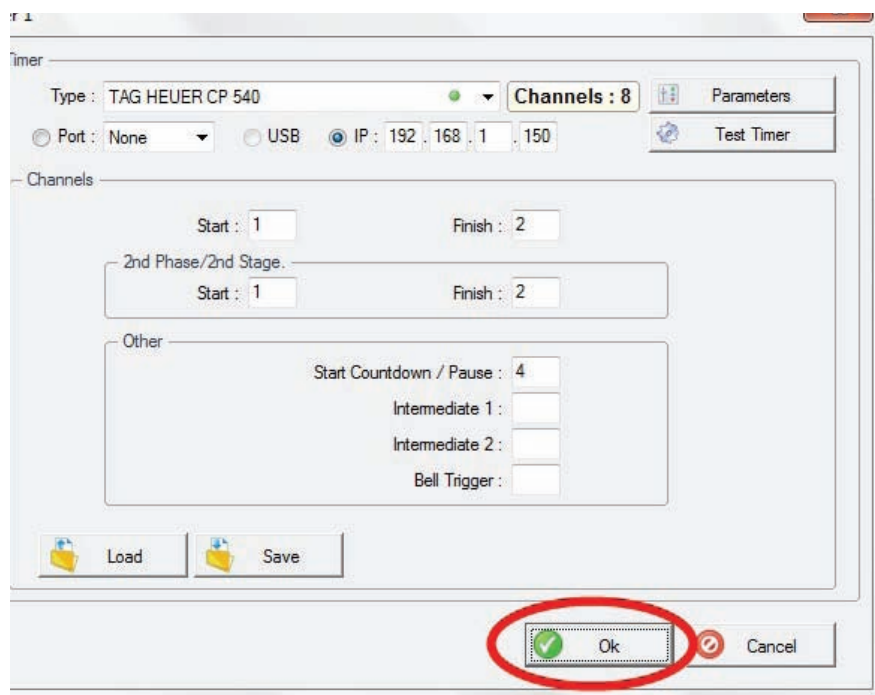 er 1
Timer
Type : TAG HEUER CP 540 Channels : 8 Parameters
Port : None USB IP : 192 . 168 . 1 . 150 Test Timer
Channels
Start : 1 Finish : 2
2nd Phase/2nd Stage.
Start : 1 Finish : 2
Other
Start Countdown / Pause : 4
Intermediate 1 :
Intermediate 2 :
Bell Trigger :
Load Save
Ok Cancel